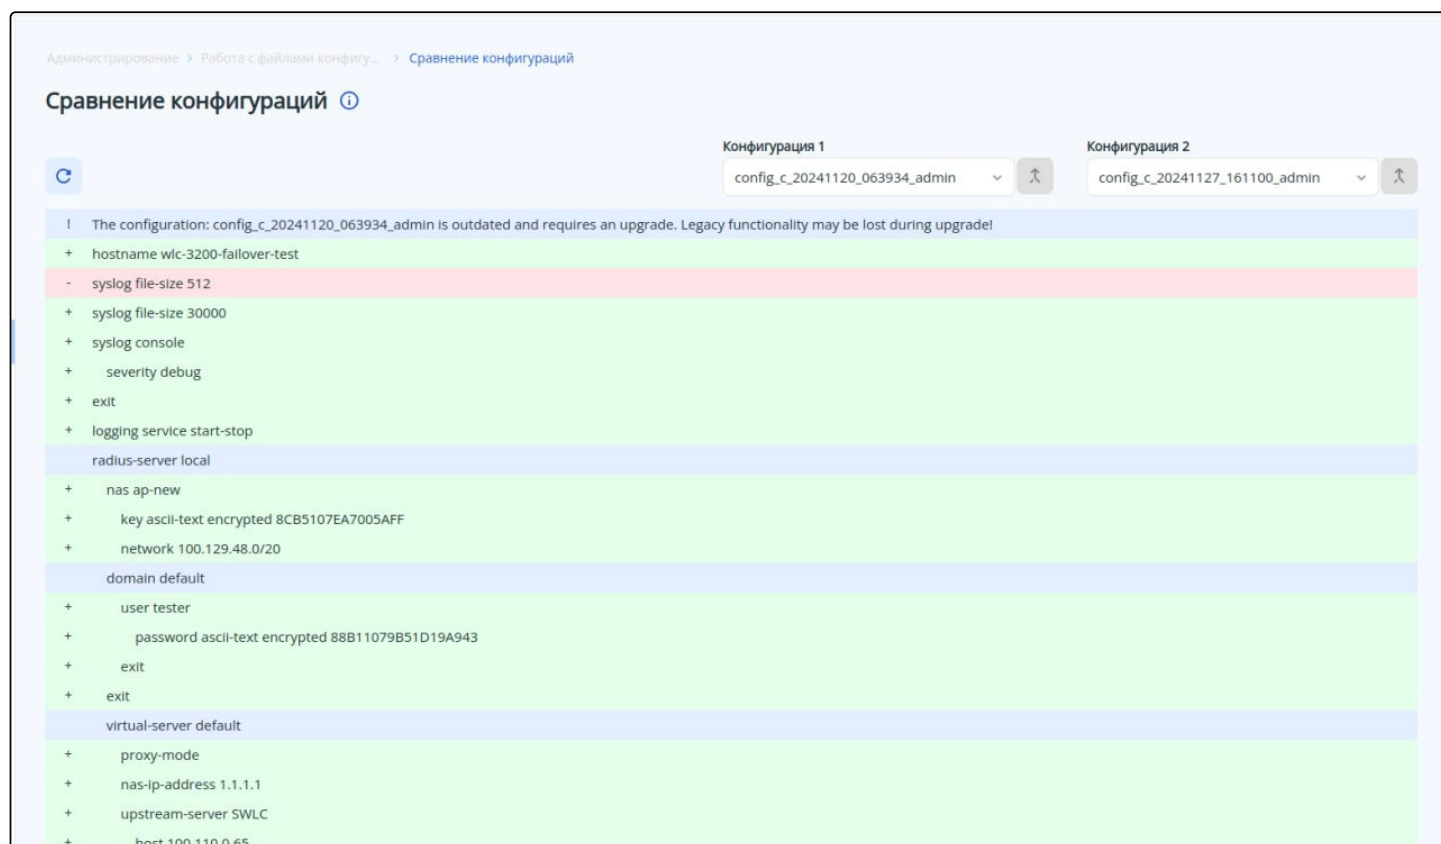 Администрирование > Работа с файлами конфигу... > Сравнение конфигураций
Сравнение конфигураций
Конфигурация 1 Конфигурация 2
config_c_20241120_063934_admin config_c_20241127_161100_admin
! The configuration: config_c_20241120_063934_admin is outdated and requires an upgrade. Legacy functionality may be lost during upgrade!
+ hostname wlc-3200-failover-test
- syslog file-size 512
+ syslog file-size 30000
+ syslog console
+ severity debug
+ exit
+ logging service start-stop
radius-server local
+ nas ap-new
+ key ascii-text encrypted 8CB5107EA7005AFF
+ network 100.129.48.0/20
domain default
+ user tester
+ password ascii-text encrypted 88B11079B51D19A943
+ exit
+ exit
virtual-server default
+ proxy-mode
+ nas-ip-address 1.1.1.1
+ upstream-server SWLC
+ host 100.110.0.65